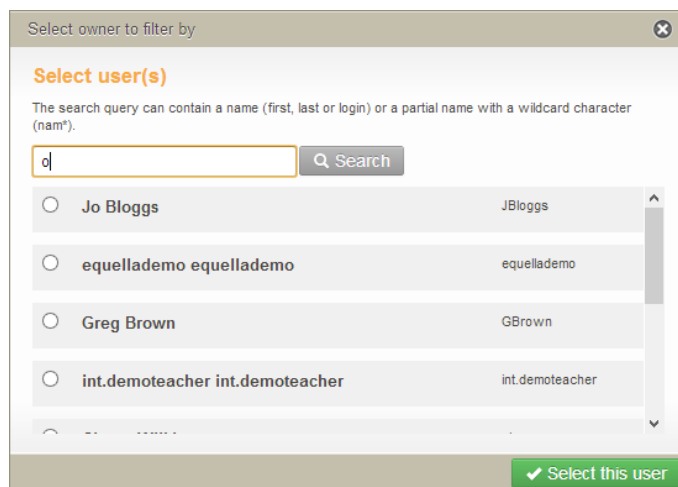 Select owner to filter by
Select user(s)
The search query can contain a name (first, last or login) or a partial name with a wildcard character
(nam*).
o Search
Jo Bloggs JBloggs
equellademo equellademo equellademo
Greg Brown GBrown
int.demoteacher int.demoteacher int.demoteacher
Select this user